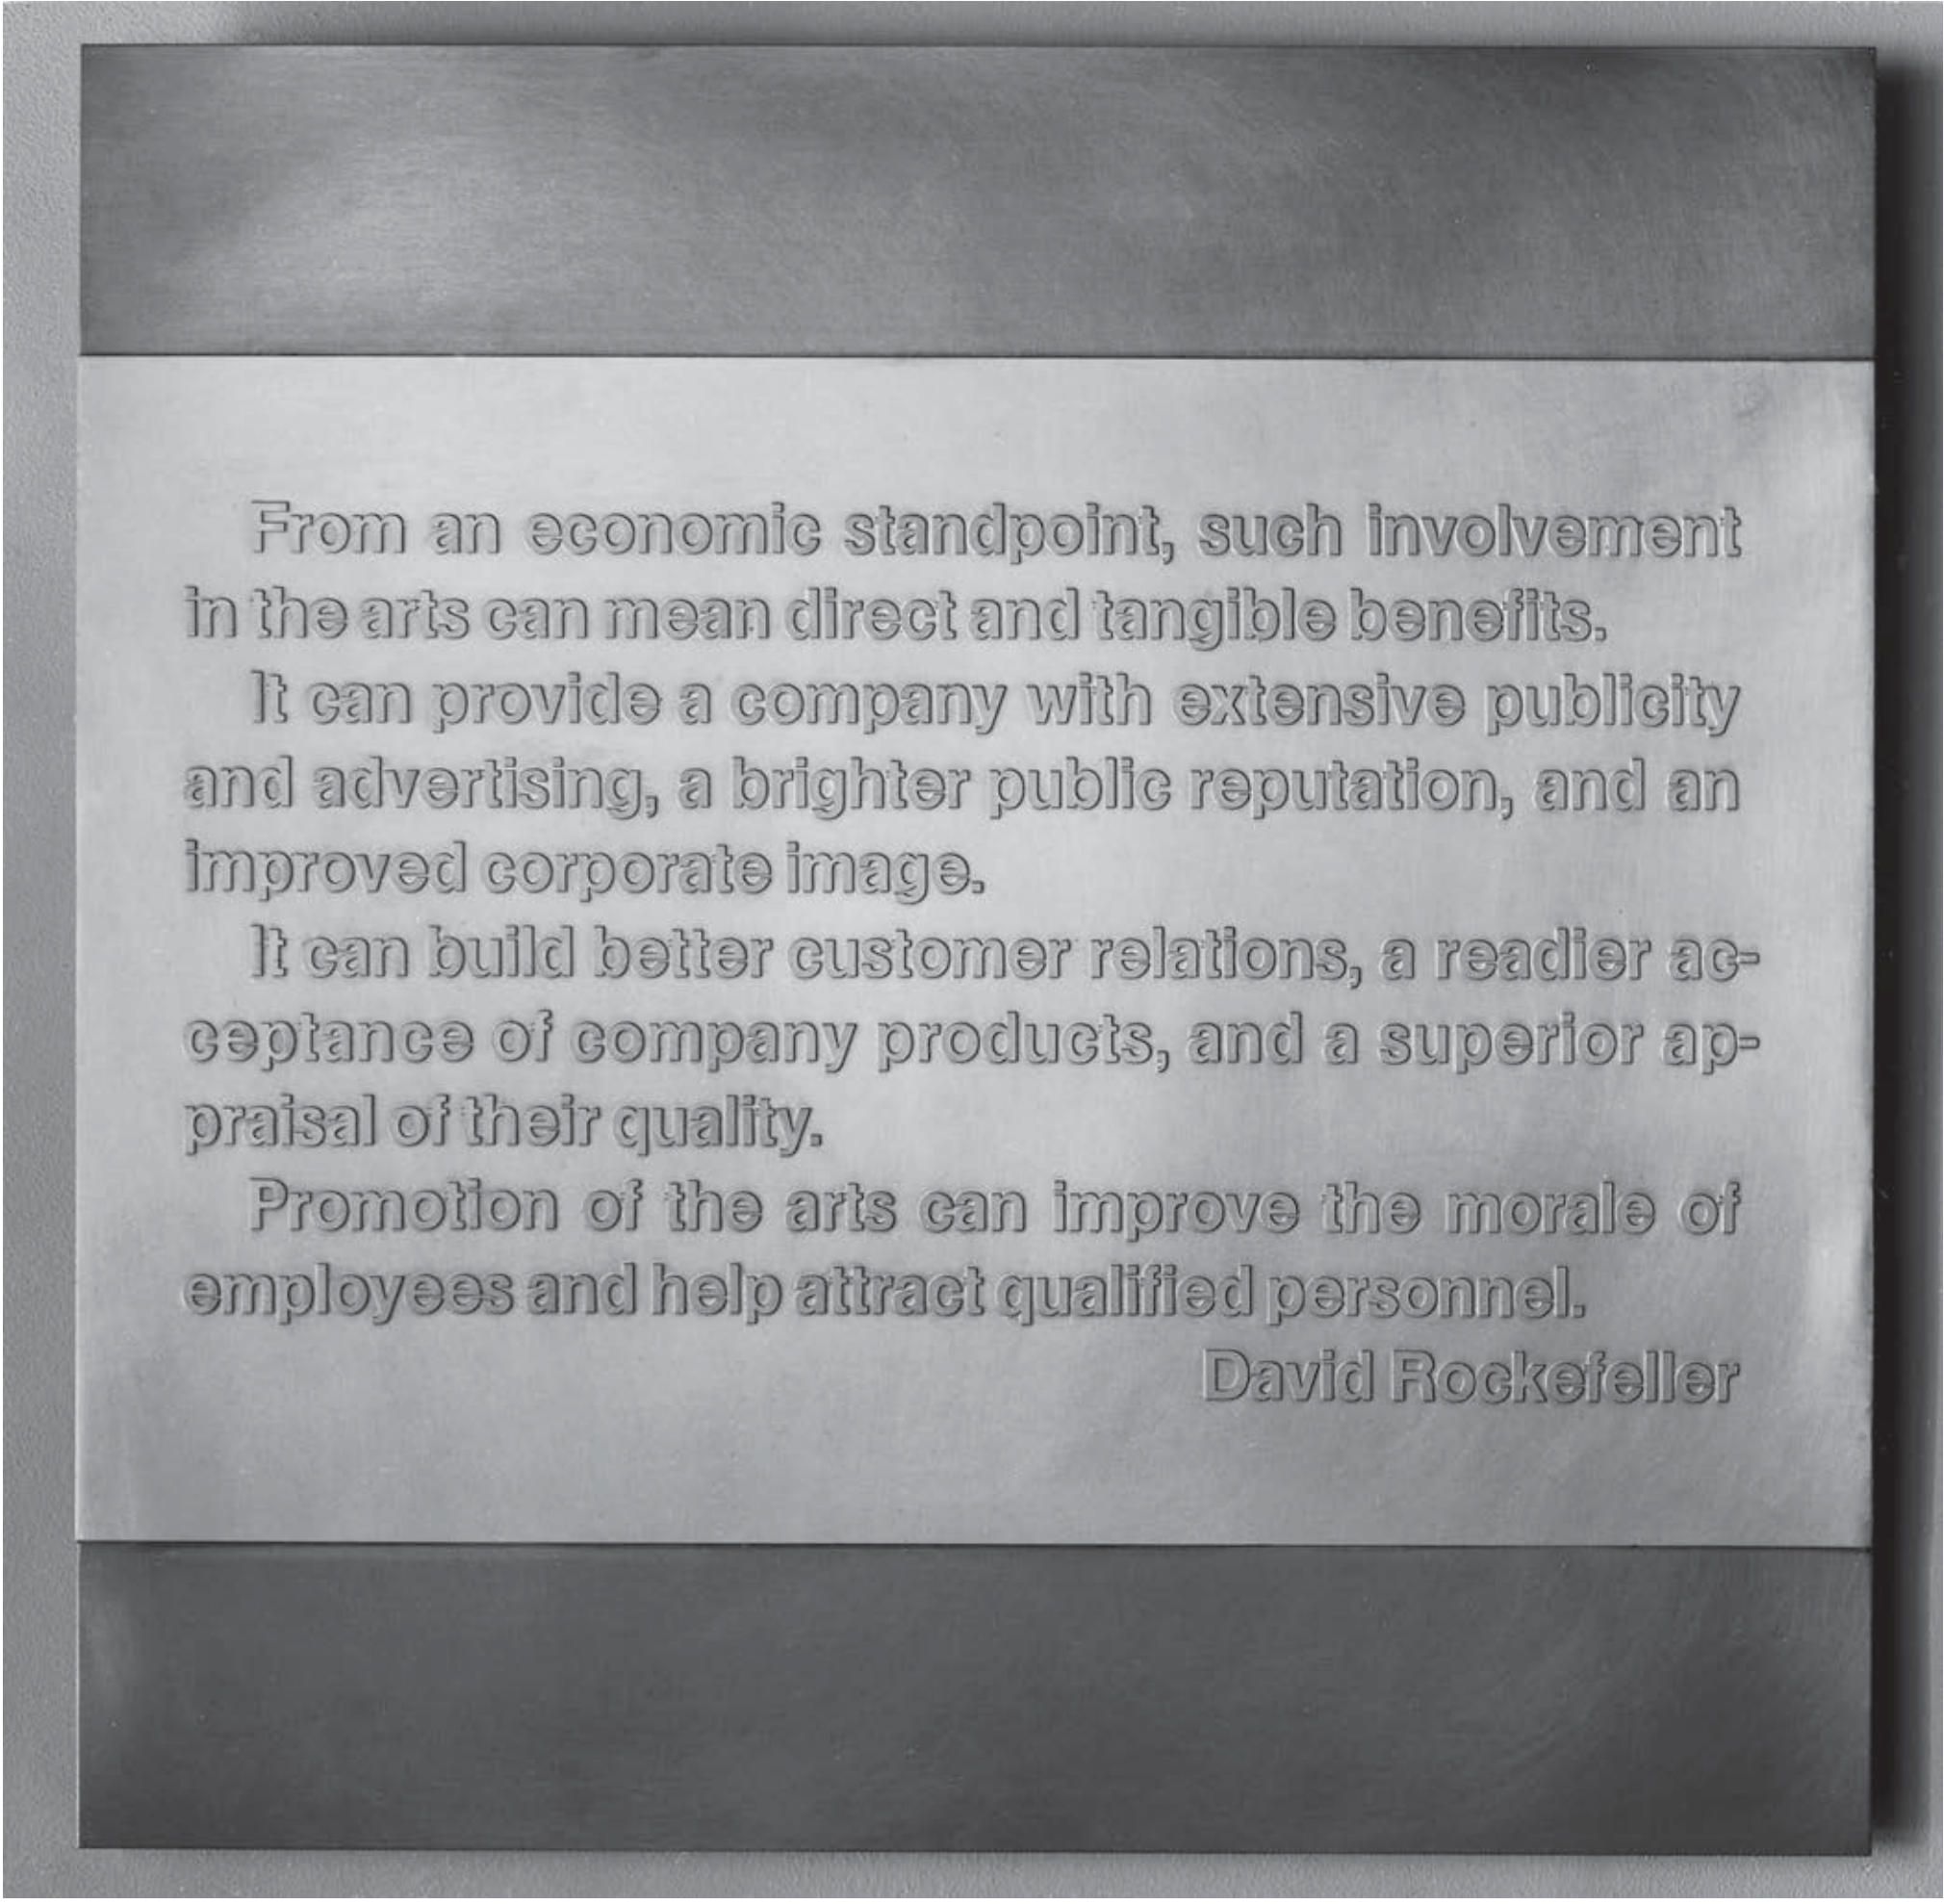 From an economic standpoint, such involvement
in the arts can mean direct and tangible benefits.
It can provide a company with extensive publicity
and advertising, a brighter public reputation, and an
improved corporate image.
It can build better customer relations, a readier ac-
ceptance of company products, and a superior ap-
praisal of their quality.
Promotion of the arts can improve the morale of
employees and help attract qualified personnel.
David Rockefeller